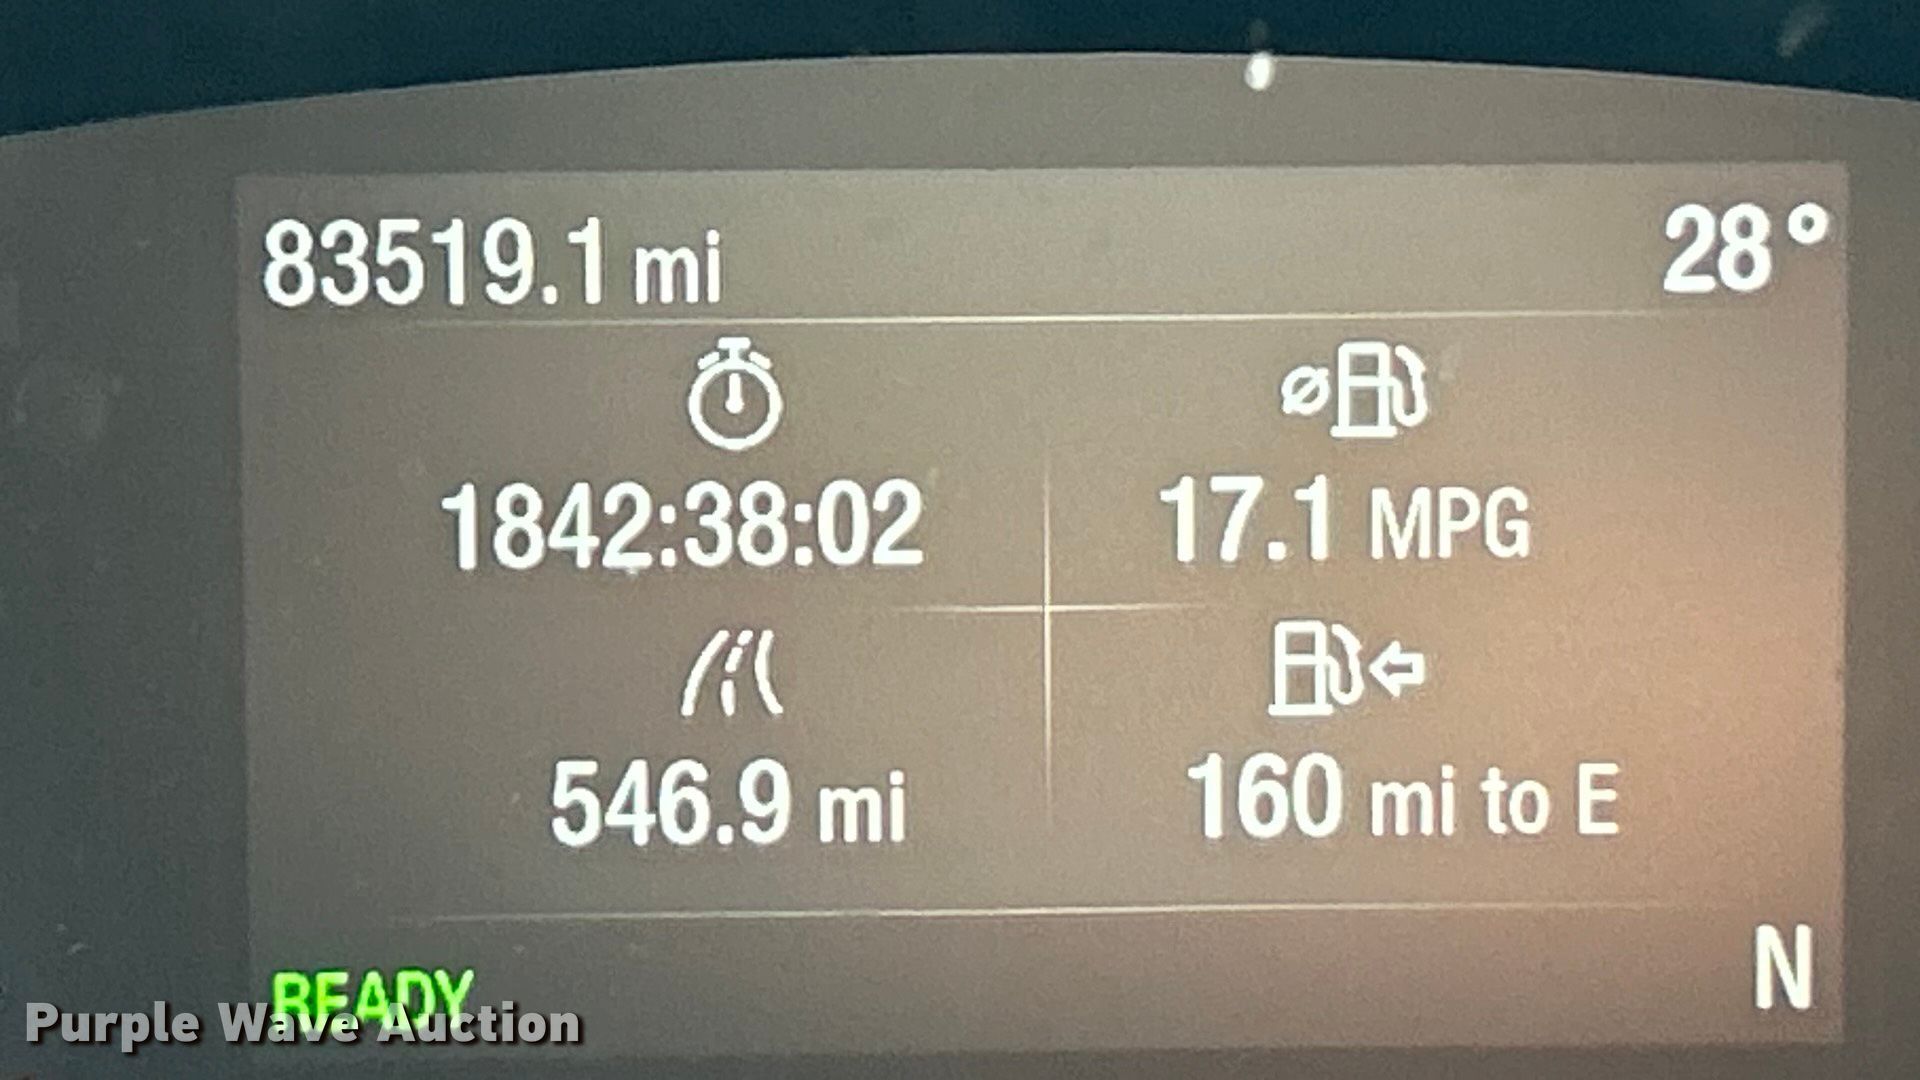 83519.1 mi 28°
1842:38:02 17.1 MPG
546.9 mi 160 mi to E
READY N
Purple Wave Auction